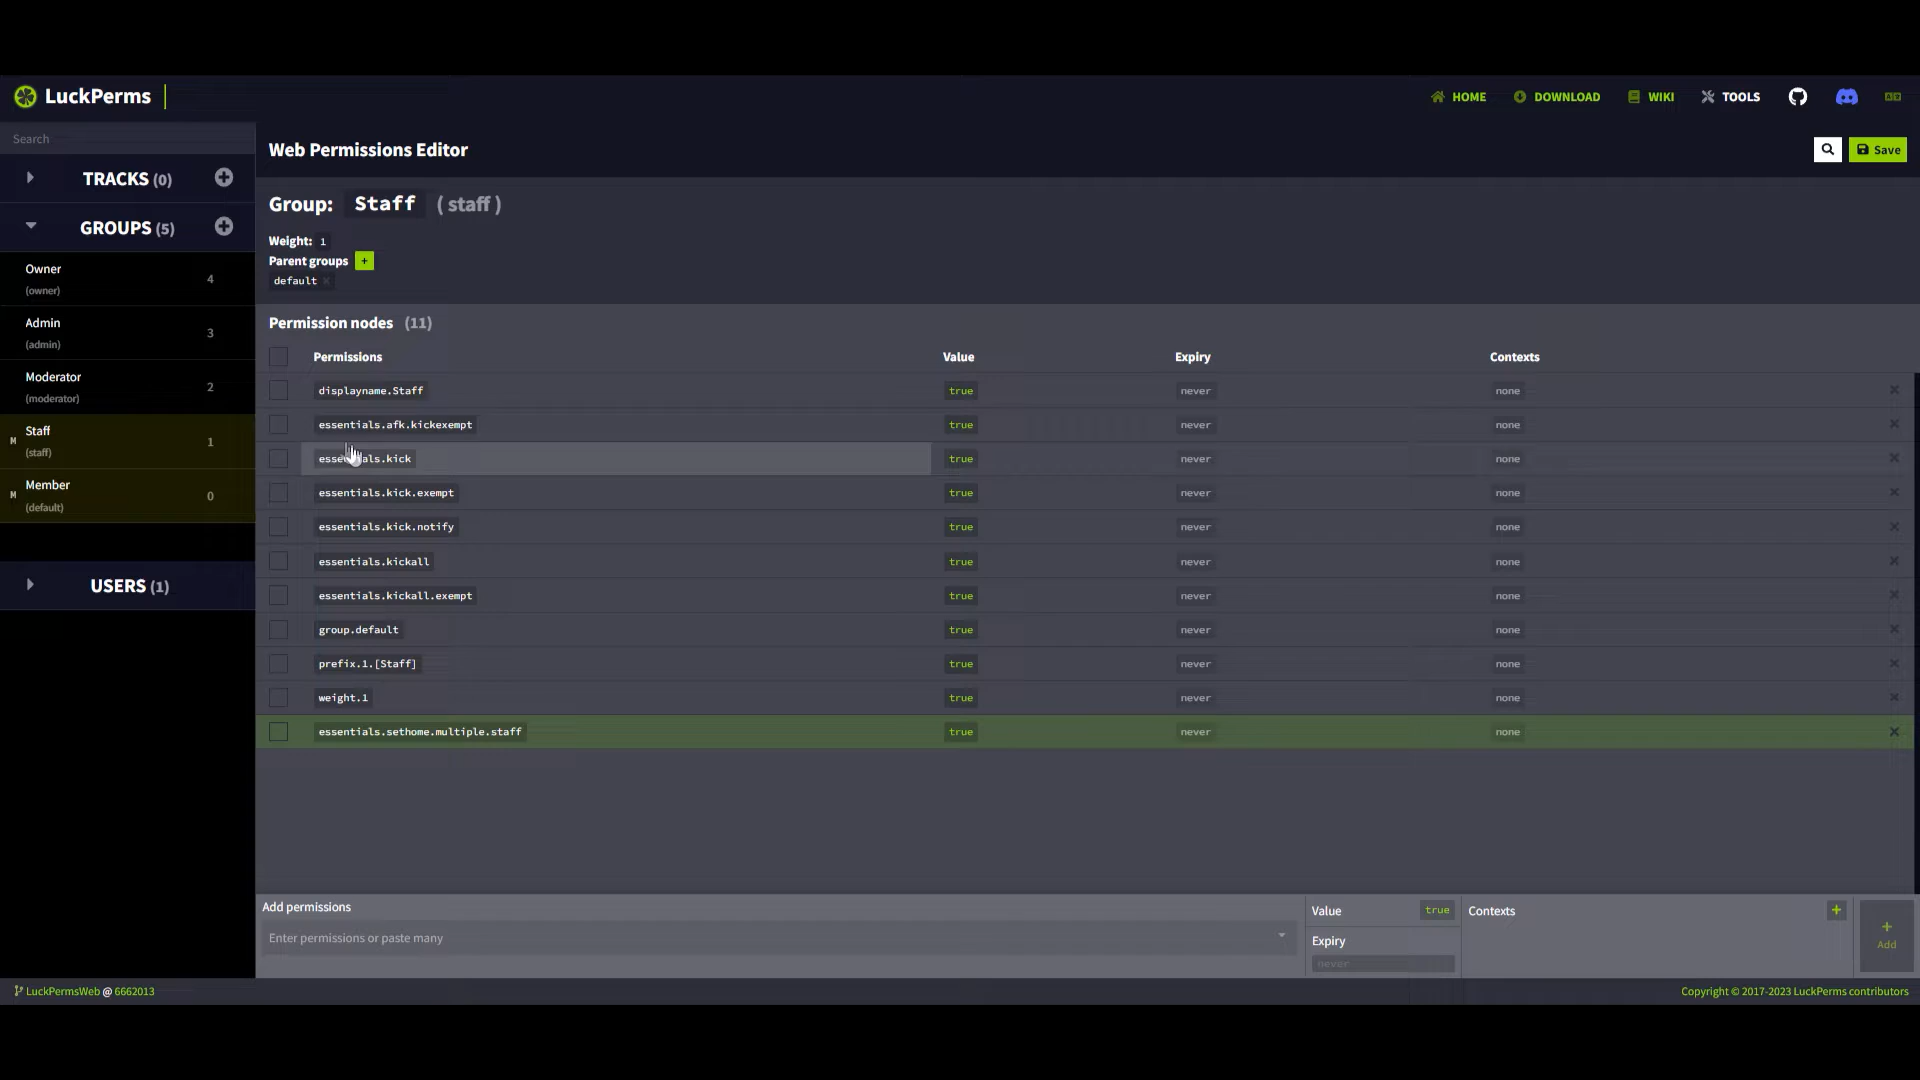 LuckPerms
HOME DOWNLOAD WIKI TOOLS
Search
TRACKS (0)
GROUPS (5)
Owner 4
(owner)
Admin 3
(admin)
Moderator 2
(moderator)
M Staff 1
(staff)
M Member 0
(default)
USERS (1)
Web Permissions Editor
Save
Group: Staff ( staff )
Weight: 1
Parent groups +
default ×
Permission nodes (11)
Permissions Value Expiry Contexts
displayname.Staff true never none ×
essentials.afk.kickexempt true never none ×
essentials.kick true never none ×
essentials.kick.exempt true never none ×
essentials.kick.notify true never none ×
essentials.kickall true never none ×
essentials.kickall.exempt true never none ×
group.default true never none ×
prefix.1.[Staff] true never none ×
weight.1 true never none ×
essentials.sethome.multiple.staff true never none ×
Add permissions
Enter permissions or paste many
Value true
Expiry
never
Contexts +
+
Add
LuckPermsWeb @ 6662013
Copyright © 2017-2023 LuckPerms contributors